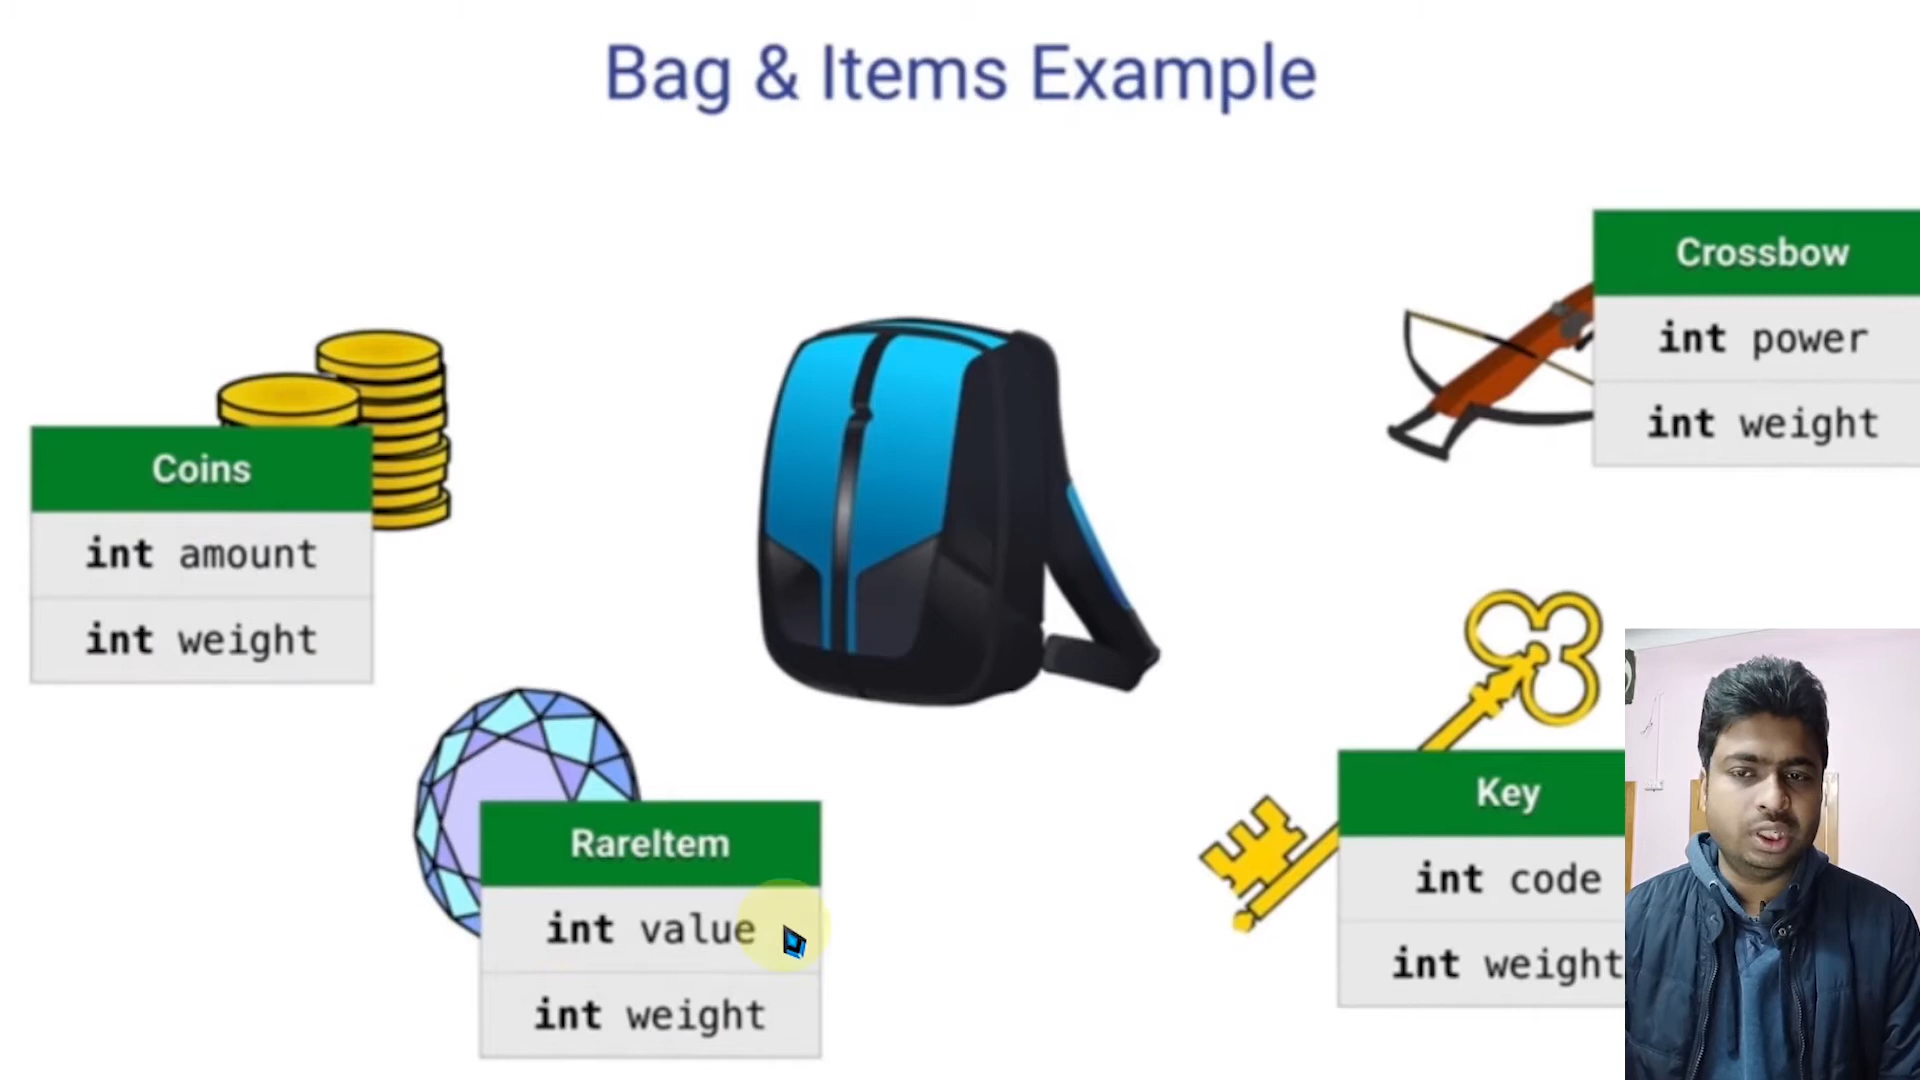 Bag & Items Example
Crossbow
int power
int weight
Coins
int amount
int weight
RareItem
int value
int weight
Key
int code
int weight